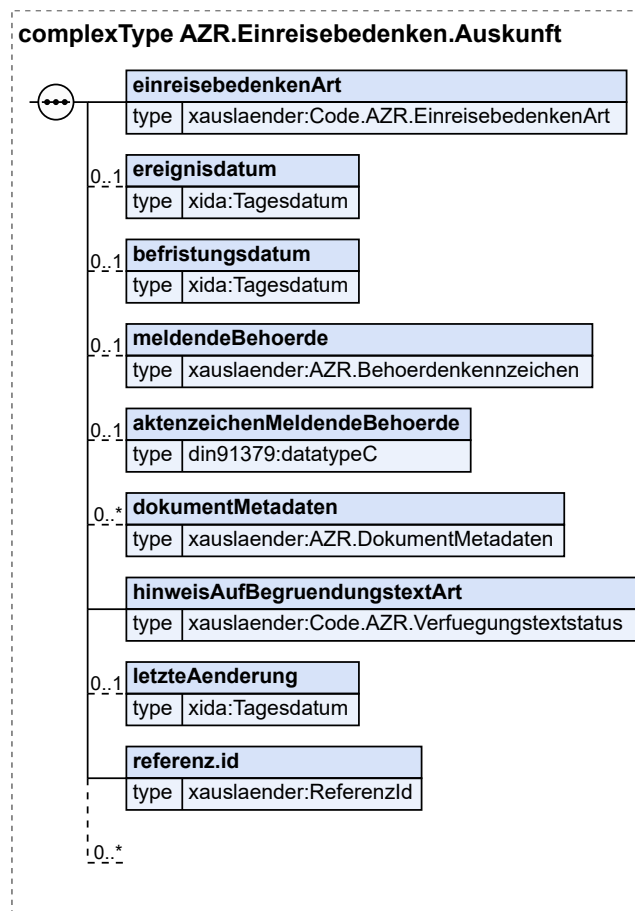 complexType AZR.Einreisebedenken.Auskunft
einreisebedenkenArt
type xauslaender:Code.AZR.EinreisebedenkenArt
0..1 ereignisdatum
type xida:Tagesdatum
0..1 befristungsdatum
type xida:Tagesdatum
0..1 meldendeBehoerde
type xauslaender:AZR.Behoerdenkennzeichen
0..1 aktenzeichenMeldendeBehoerde
type din91379:datatypeC
0..* dokumentMetadaten
type xauslaender:AZR.DokumentMetadaten
hinweisAufBegruendungstextArt
type xauslaender:Code.AZR.Verfuegungstextstatus
0..1 letzteAenderung
type xida:Tagesdatum
referenz.id
type xauslaender:ReferenzId
0..*